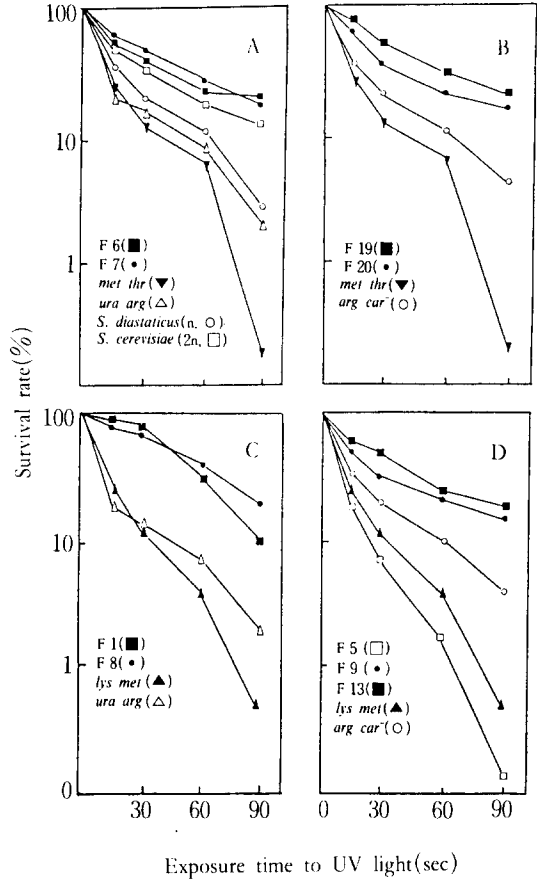 Survival rate(%)
100
10
1
A
F 6(■)
F 7(●)
met thr(▼)
ura arg(△)
S. diastaticus(n, ○)
S. cerevisiae(2n, □)
B
F 19(■)
F 20(●)
met thr(▼)
arg car⁻(○)
100
10
1
0
C
F 1(■)
F 8(●)
lys met(▲)
ura arg(△)
30
60
90
D
F 5(□)
F 9(●)
F 13(■)
lys met(▲)
arg car⁻(○)
0
30
60
90
Exposure time to UV light(sec)